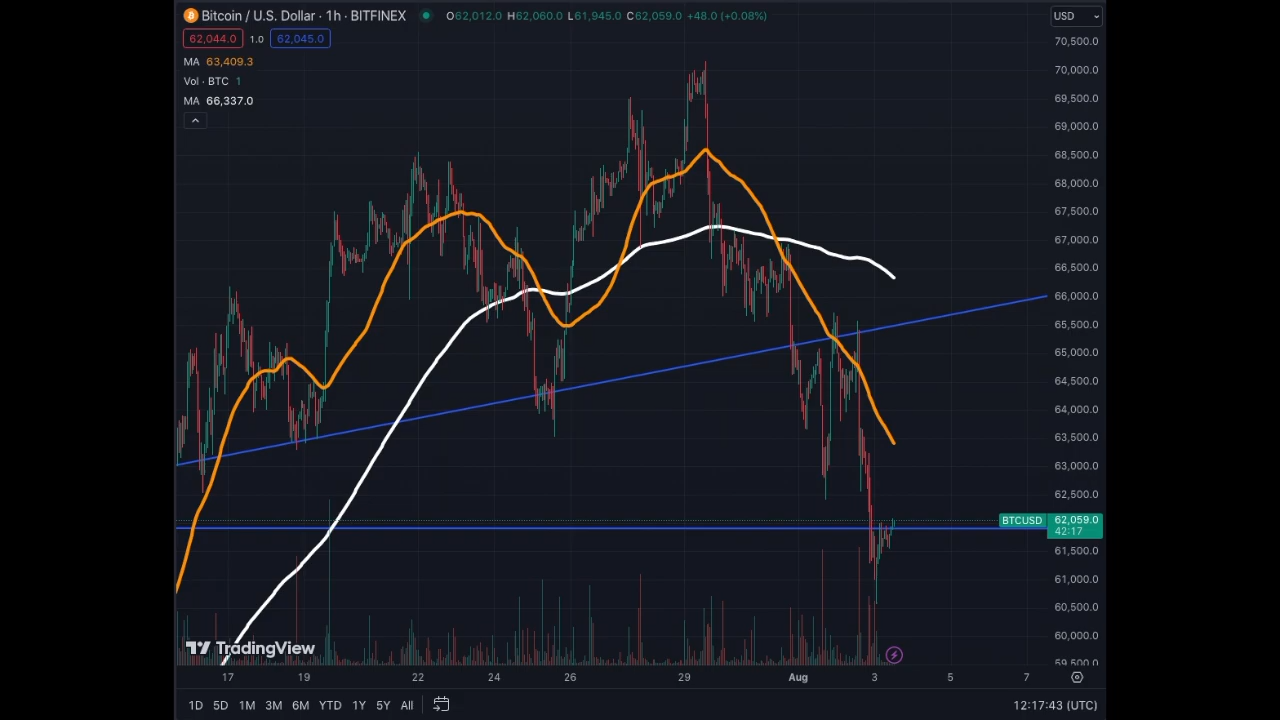 Bitcoin / U.S. Dollar · 1h · BITFINEX O62,012.0 H62,060.0 L61,945.0 C62,059.0 +48.0 (+0.08%) USD
62,044.0 1.0 62,045.0
MA 63,409.3
Vol · BTC 1
MA 66,337.0
70,500.0
70,000.0
69,500.0
69,000.0
68,500.0
68,000.0
67,500.0
67,000.0
66,500.0
66,000.0
65,500.0
65,000.0
64,500.0
64,000.0
63,500.0
63,000.0
62,500.0
BTCUSD 62,059.0
42:17
61,500.0
61,000.0
60,500.0
60,000.0
59,500.0
TradingView
17 19 22 24 26 29 Aug 3 5 7
1D 5D 1M 3M 6M YTD 1Y 5Y All 12:17:43 (UTC)